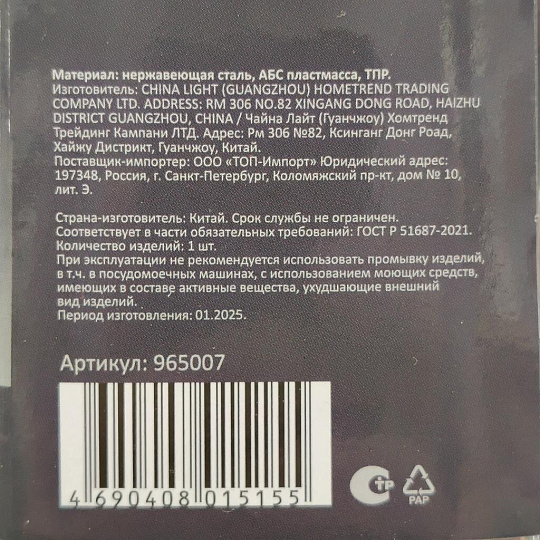 Материал: нержавеющая сталь, АБС пластмасса, ТПР.
Изготовитель: CHINA LIGHT (GUANGZHOU) HOMETREND TRADING
COMPANY LTD. ADDRESS: RM 306 NO.82 XINGANG DONG ROAD, HAIZHU
DISTRICT GUANGZHOU, CHINA / Чайна Лайт (Гуанчжоу) Хомтренд
Трейдинг Кампани ЛТД. Адрес: Рм 306 №82, Ксинганг Донг Роад,
Хайжу Дистрикт, Гуанчжоу, Китай.
Поставщик-импортер: ООО «ТОП-Импорт» Юридический адрес:
197348, Россия, г. Санкт-Петербург, Коломяжский пр-кт, дом № 10,
лит. Э.
Страна-изготовитель: Китай. Срок службы не ограничен.
Соответствует в части обязательных требований: ГОСТ Р 51687-2021.
Количество изделий: 1 шт.
При эксплуатации не рекомендуется использовать промывку изделий,
в т.ч. в посудомоечных машинах, с использованием моющих средств,
имеющих в составе активные вещества, ухудшающие внешний
вид изделий.
Период изготовления: 01.2025.
Артикул: 965007
4 690408 015155
СТР
PAP